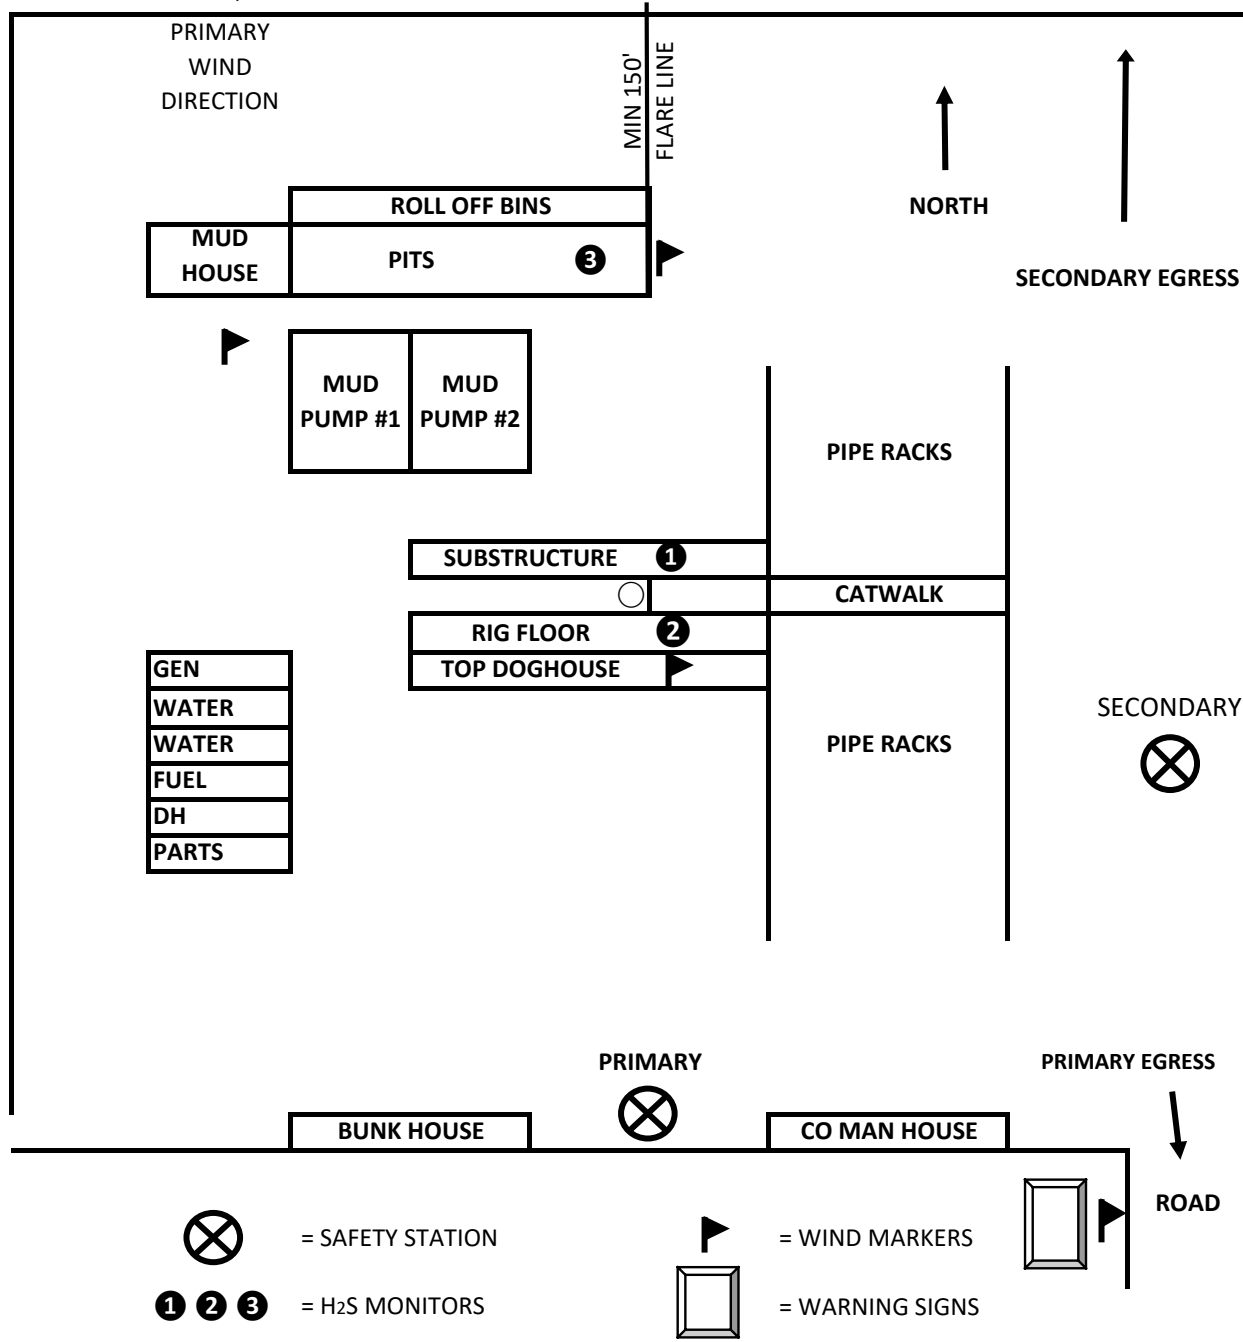 PRIMARY
WIND
DIRECTION
MIN 150'
FLARE LINE
NORTH
SECONDARY EGRESS
ROLL OFF BINS
MUD
HOUSE
PITS
3
MUD
PUMP #1
MUD
PUMP #2
PIPE RACKS
SUBSTRUCTURE
1
CATWALK
RIG FLOOR
2
TOP DOGHOUSE
GEN
WATER
WATER
FUEL
DH
PARTS
PIPE RACKS
SECONDARY
PRIMARY
PRIMARY EGRESS
BUNK HOUSE
CO MAN HOUSE
ROAD
= SAFETY STATION
= WIND MARKERS
1 2 3 = H2S MONITORS
= WARNING SIGNS